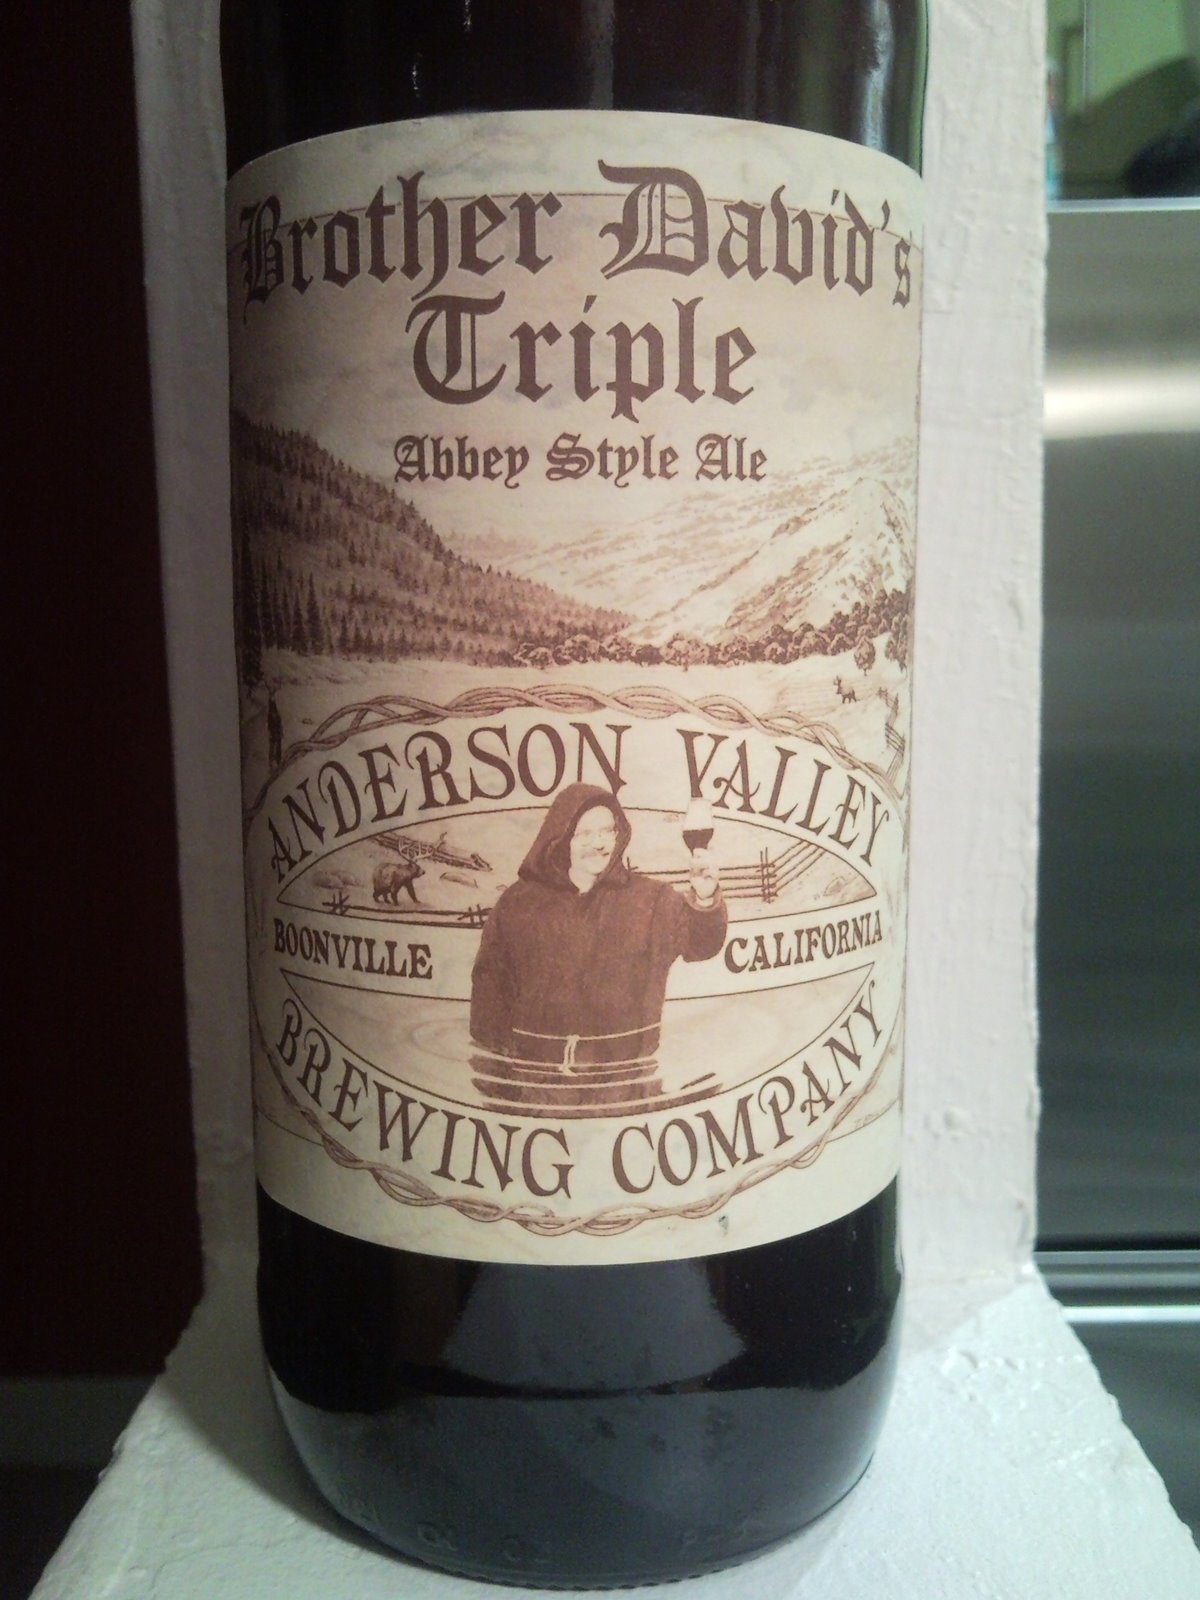 Brother David's
Triple
Abbey Style Ale
ANDERSON VALLEY
BOONVILLE CALIFORNIA
BREWING COMPANY